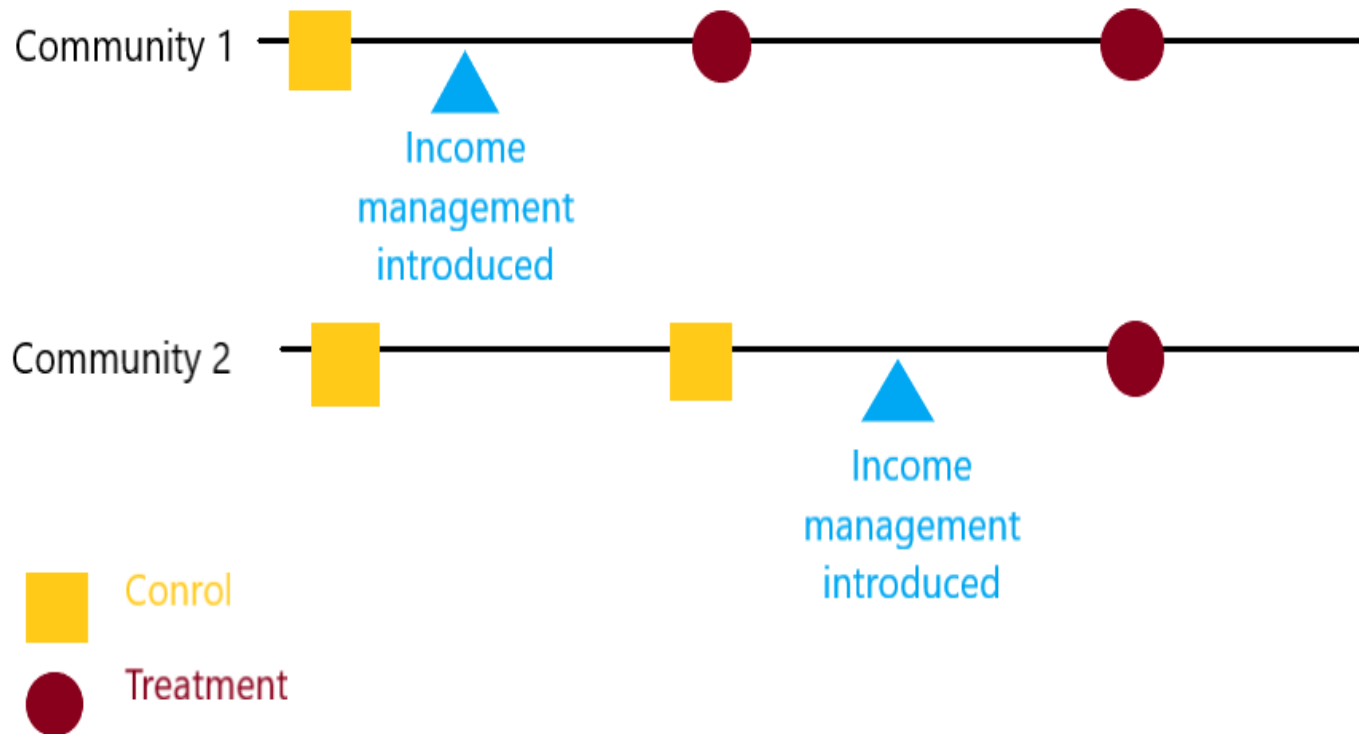 Community 1
Income
management
introduced
Community 2
Income
management
introduced
Conrol
Treatment